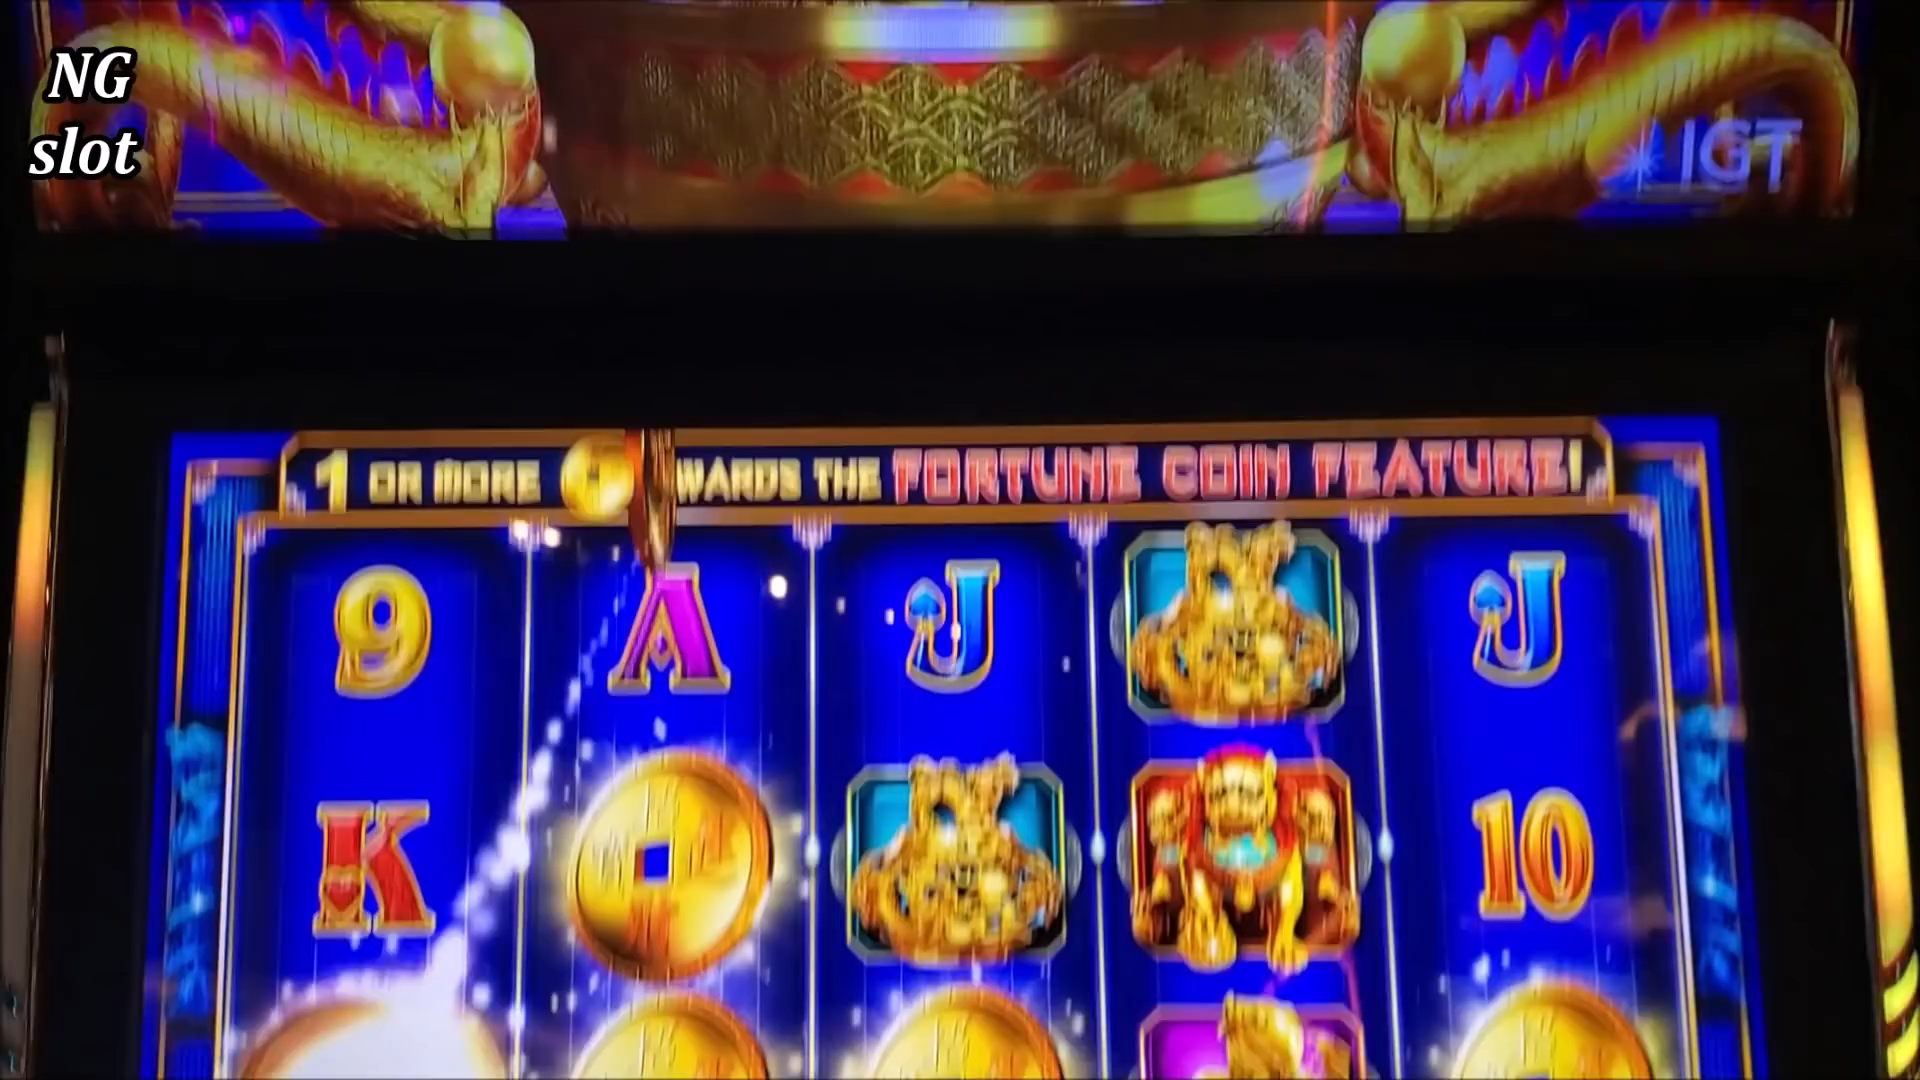 NG
slot
IGT
1 OR MORE WARDS THE FORTUNE COIN FEATURE!
9 A J J
K 10